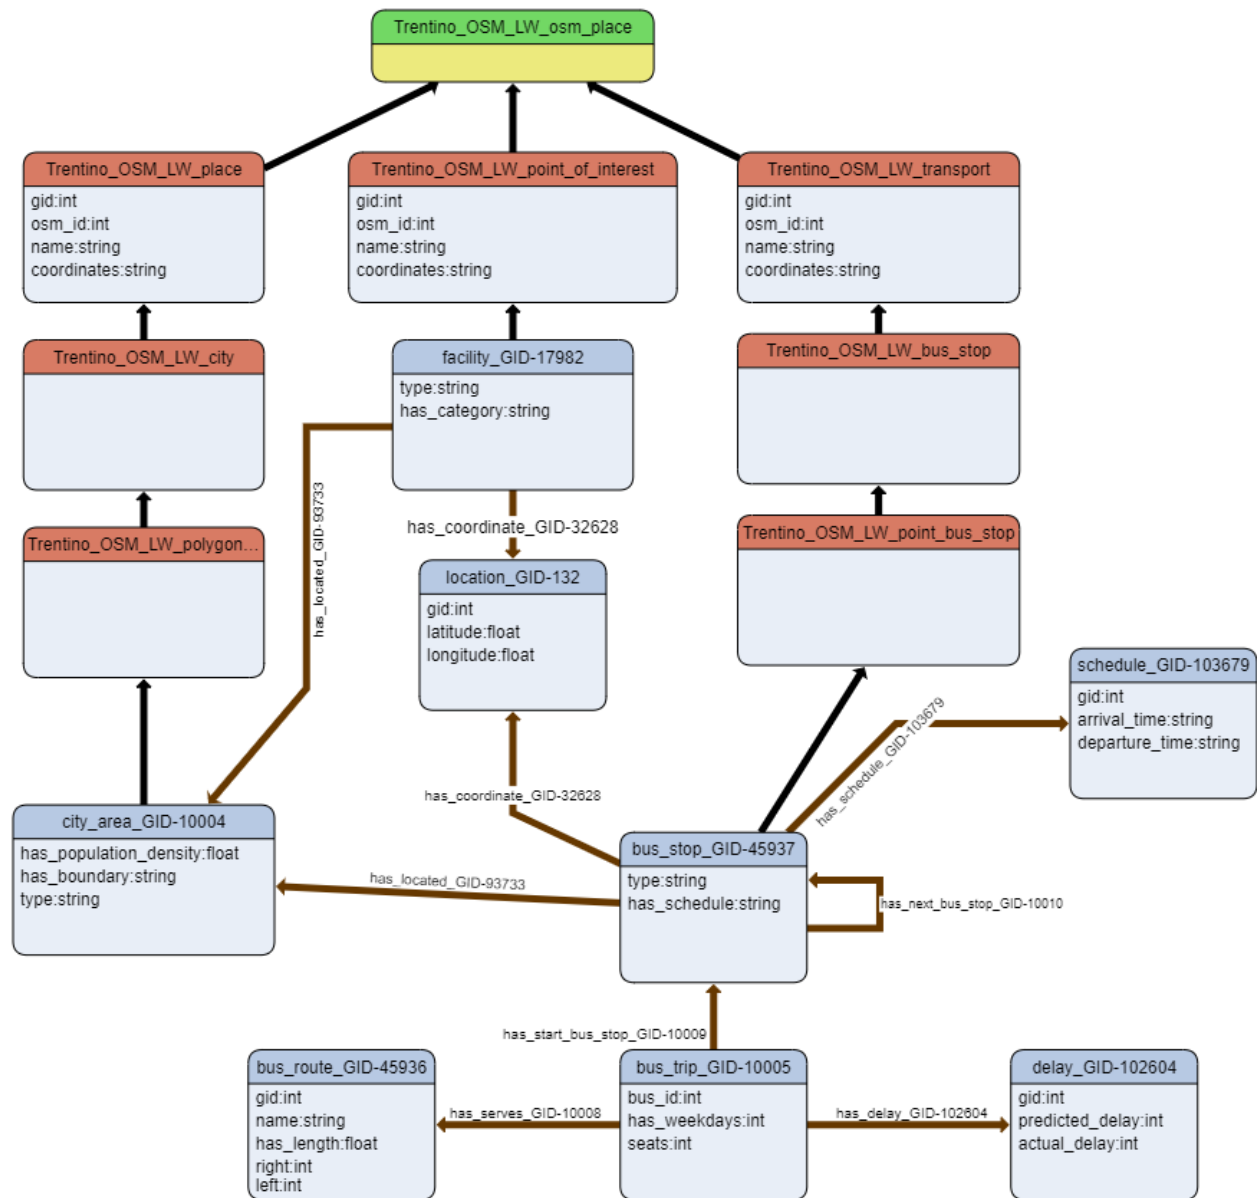 Trentino_OSM_LW_osm_place
Trentino_OSM_LW_place
gid:int
osm_id:int
name:string
coordinates:string
Trentino_OSM_LW_point_of_interest
gid:int
osm_id:int
name:string
coordinates:string
Trentino_OSM_LW_transport
gid:int
osm_id:int
name:string
coordinates:string
Trentino_OSM_LW_city
facility_GID-17982
type:string
has_category:string
Trentino_OSM_LW_bus_stop
has_located_GID-93733
has_coordinate_GID-32628
Trentino_OSM_LW_polygon...
Trentino_OSM_LW_point_bus_stop
location_GID-132
gid:int
latitude:float
longitude:float
schedule_GID-103679
gid:int
arrival_time:string
departure_time:string
has_schedule_GID-103679
has_coordinate_GID-32628
city_area_GID-10004
has_population_density:float
has_boundary:string
type:string
has_located_GID-93733
bus_stop_GID-45937
type:string
has_schedule:string
has_next_bus_stop_GID-10010
has_start_bus_stop_GID-10009
bus_route_GID-45936
gid:int
name:string
has_length:float
right:int
left:int
has_serves_GID-10008
bus_trip_GID-10005
bus_id:int
has_weekdays:int
seats:int
has_delay_GID-102604
delay_GID-102604
gid:int
predicted_delay:int
actual_delay:int